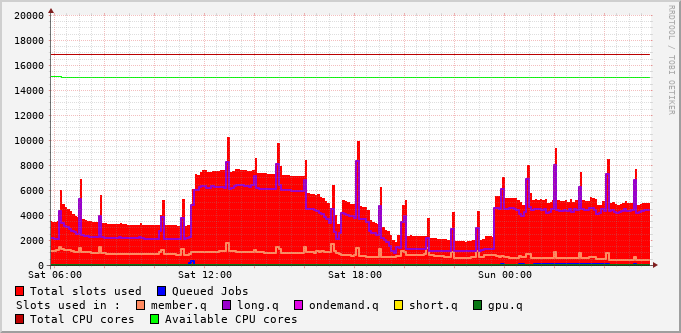 20000
18000
16000
14000
12000
10000
8000
6000
4000
2000
0
Sat 06:00 Sat 12:00 Sat 18:00 Sun 00:00
RRDTOOL / TOBI OETIKER
Total slots used Queued Jobs
Slots used in : member.q long.q ondemand.q short.q gpu.q
Total CPU cores Available CPU cores